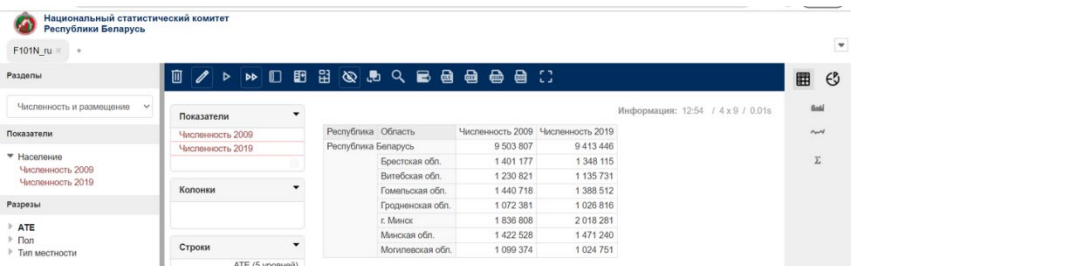 Национальный статистический комитет
Республики Беларусь
F101N_ru × +
Разделы
Численность и размещение
Показатели
Население
Численность 2009
Численность 2019
Разрезы
АТЕ
Пол
Тип местности
Показатели
Численность 2009
Численность 2019
Колонки
Строки
АТЕ (5 уровней)
Информация: 12:54 / 4 x 9 / 0.01s
Республика Область Численность 2009 Численность 2019
Республика Беларусь 9 503 807 9 413 446
Брестская обл. 1 401 177 1 348 115
Витебская обл. 1 230 821 1 135 731
Гомельская обл. 1 440 718 1 388 512
Гродненская обл. 1 072 381 1 026 816
г. Минск 1 836 808 2 018 281
Минская обл. 1 422 528 1 471 240
Могилевская обл. 1 099 374 1 024 751
Σ